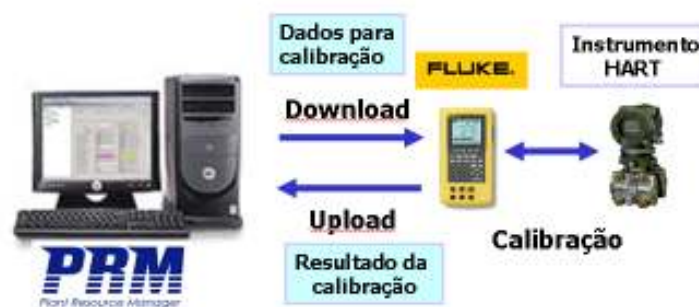 Dados para
calibração
FLUKE.
Instrumento
HART
Download
Upload
Calibração
Resultado da
calibração
PRM
Plant Resource Manager